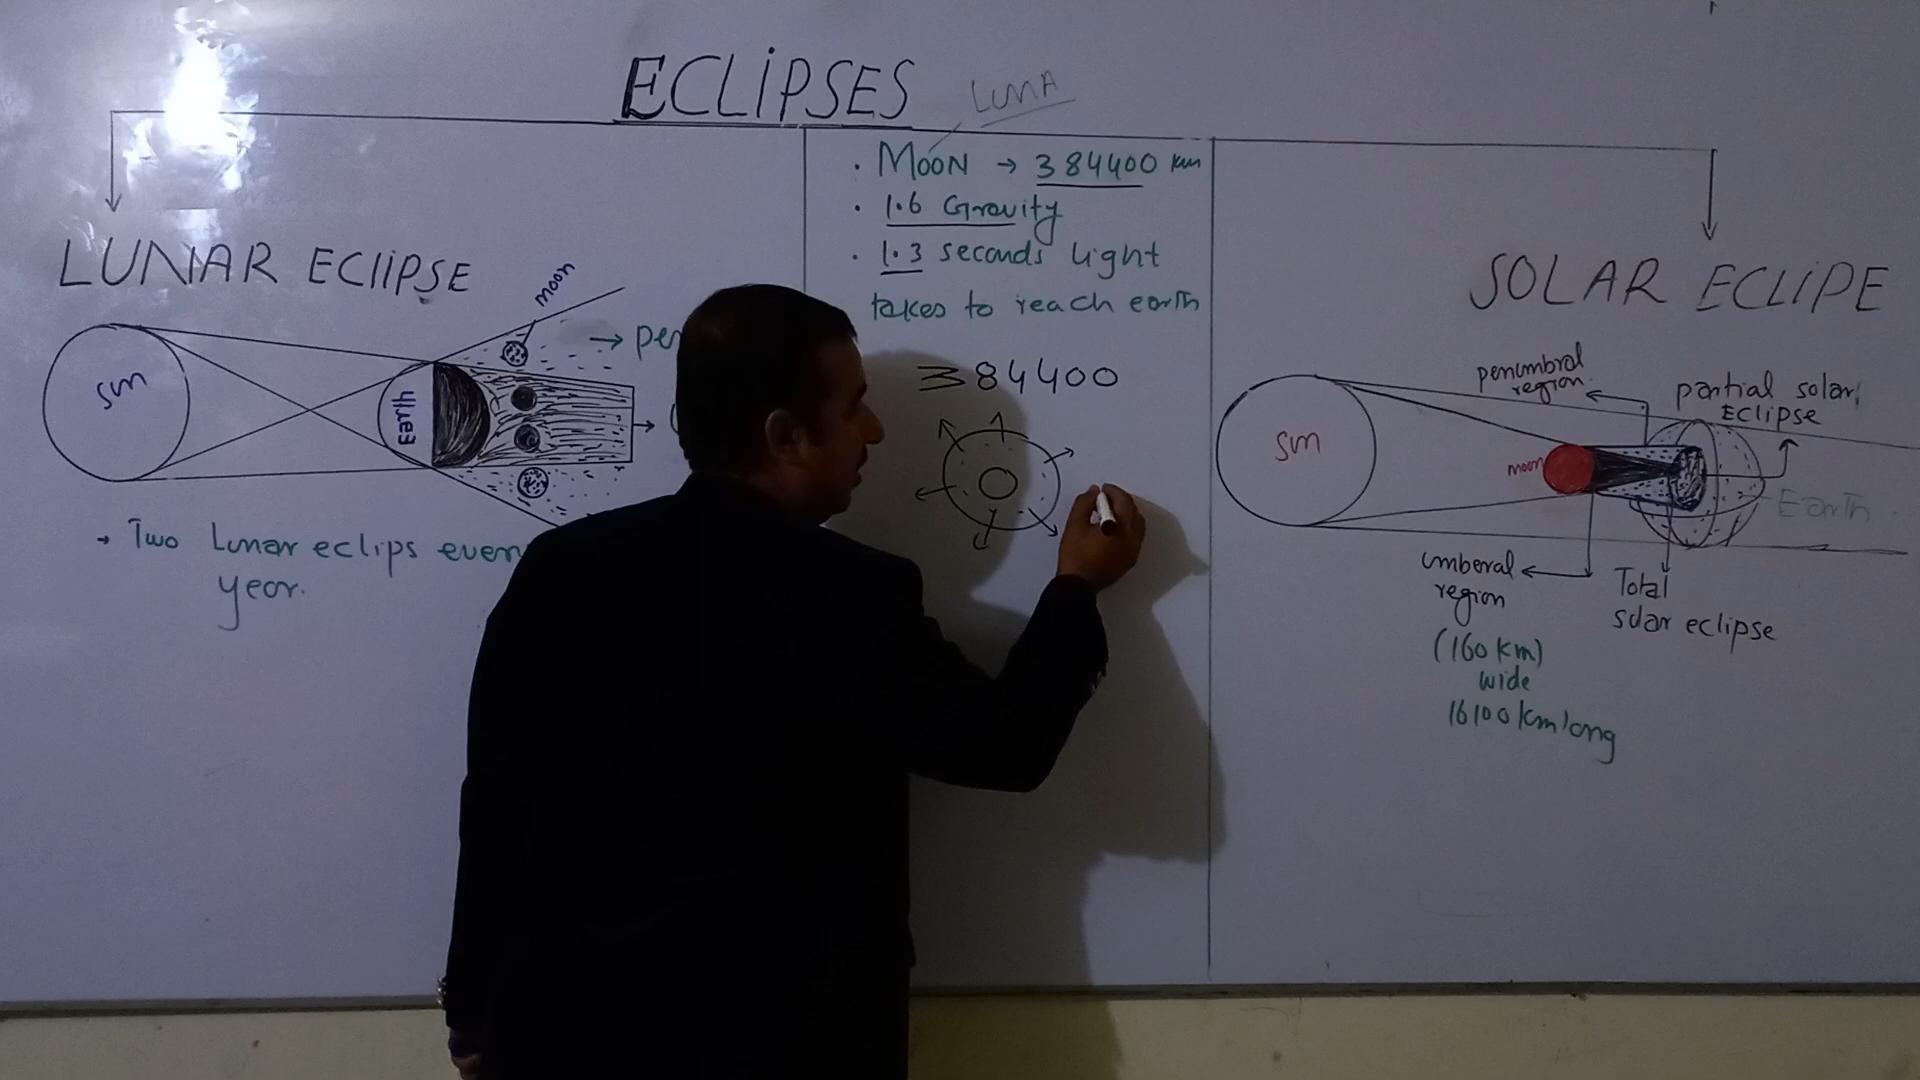 ECLIPSES
LUNA
LUNAR EClIPSE
moon
sun
Earth
→ Two Lunar eclips
year.
. MOON → 384400 km
. 1.6 Gravity
. 1.3 seconds light
takes to reach earth
384400
SOLAR ECLIPE
penumbral
region
partial solar
Eclipse
sun
moon
Earth
umberal
region
Total
solar eclipse
(160 km)
wide
16100 km long